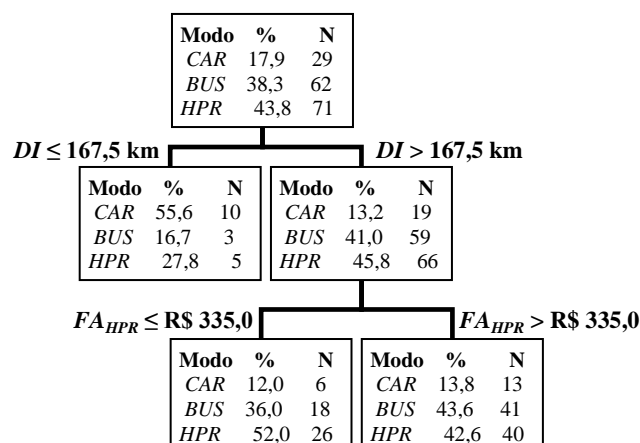 Modo % N
CAR 17,9 29
BUS 38,3 62
HPR 43,8 71
DI ≤ 167,5 km DI > 167,5 km
Modo % N
CAR 55,6 10
BUS 16,7 3
HPR 27,8 5
Modo % N
CAR 13,2 19
BUS 41,0 59
HPR 45,8 66
FA_HPR ≤ R$ 335,0 FA_HPR > R$ 335,0
Modo % N
CAR 12,0 6
BUS 36,0 18
HPR 52,0 26
Modo % N
CAR 13,8 13
BUS 43,6 41
HPR 42,6 40